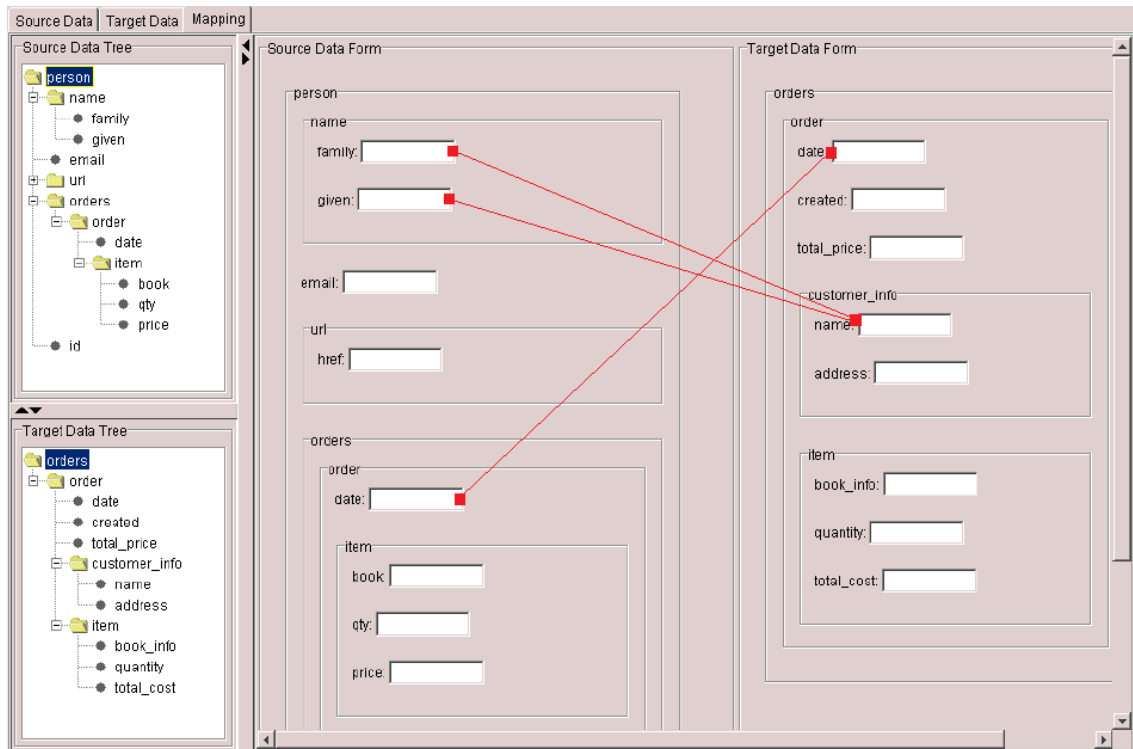 Source Data
Target Data
Mapping
Source Data Tree
person
name
family
given
email
url
orders
order
date
item
book
qty
price
id
Target Data Tree
orders
order
date
created
total_price
customer_info
name
address
item
book_info
quantity
total_cost
Source Data Form
person
name
family:
given:
email:
url
href:
orders
order
date:
item
book:
qty:
price:
Target Data Form
orders
order
date:
created:
total_price:
customer_info
name:
address:
item
book_info:
quantity:
total_cost: